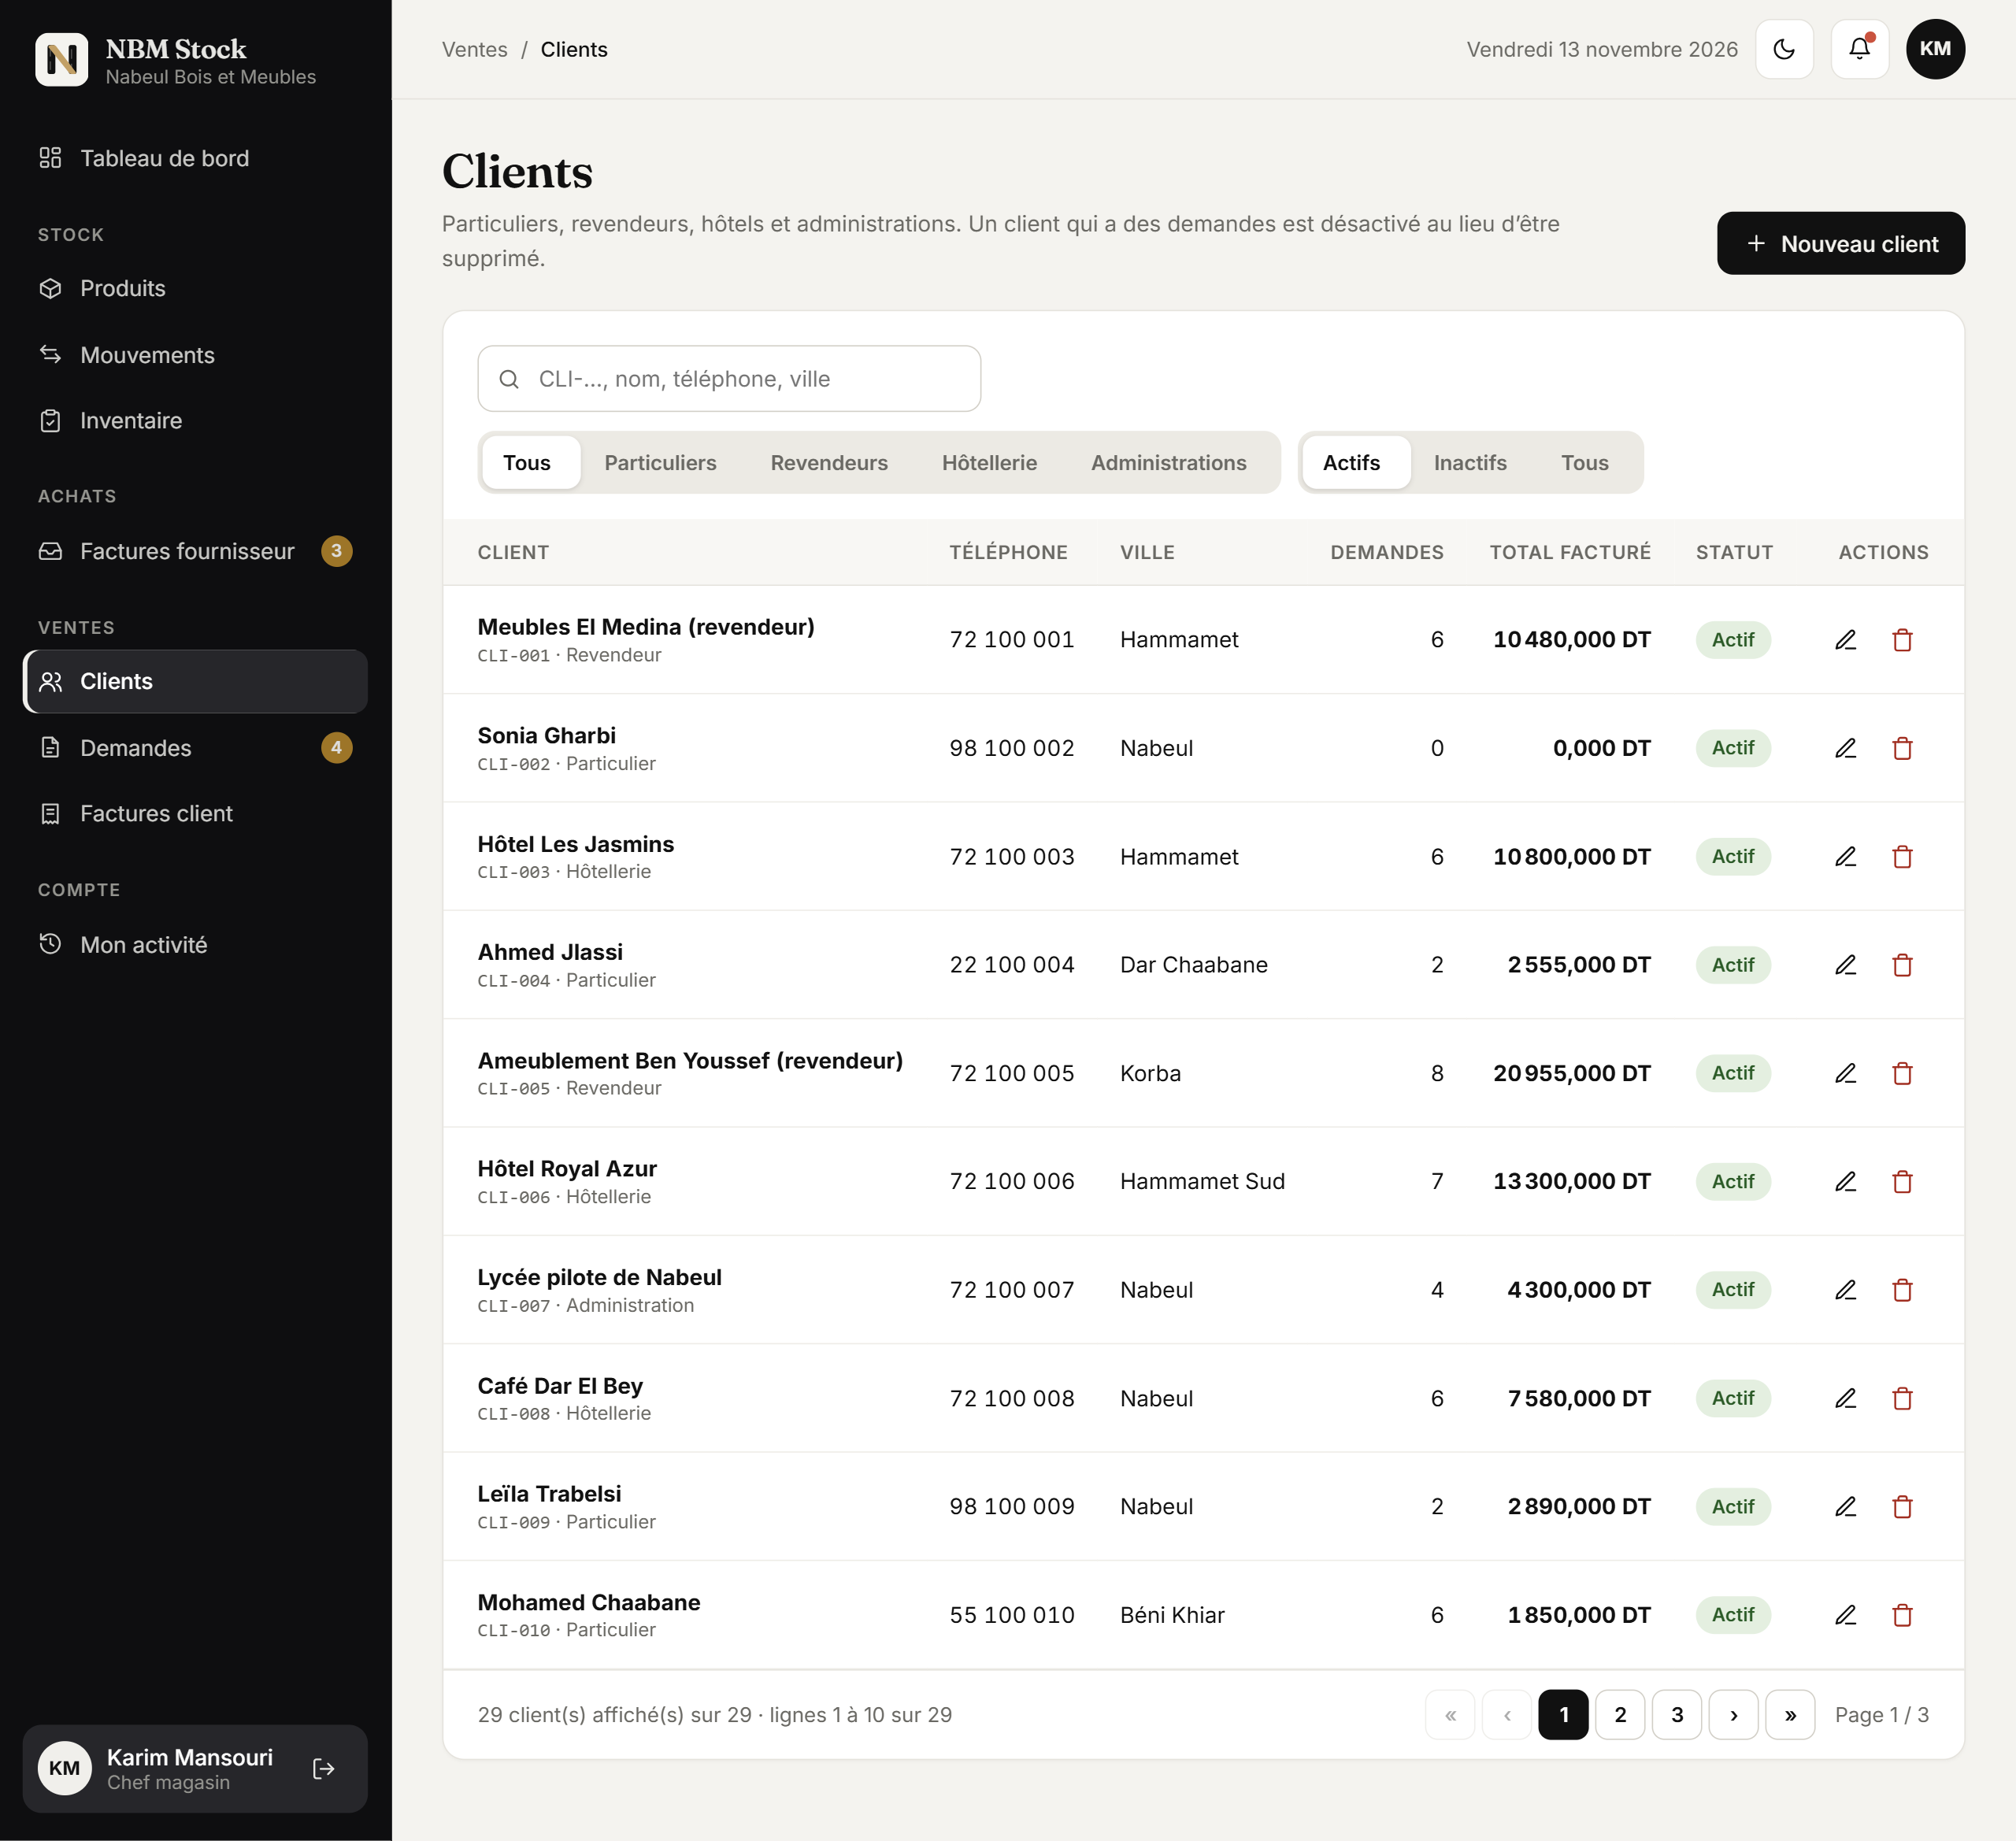 NBM Stock
Nabeul Bois et Meubles
Tableau de bord
STOCK
Produits
Mouvements
Inventaire
ACHATS
Factures fournisseur 3
VENTES
Clients
Demandes 4
Factures client
COMPTE
Mon activité
KM
Karim Mansouri
Chef magasin
Ventes / Clients
Vendredi 13 novembre 2026
KM
Clients
Particuliers, revendeurs, hôtels et administrations. Un client qui a des demandes est désactivé au lieu d’être
supprimé.
+ Nouveau client
CLI-..., nom, téléphone, ville
Tous Particuliers Revendeurs Hôtellerie Administrations Actifs Inactifs Tous
CLIENT TÉLÉPHONE VILLE DEMANDES TOTAL FACTURÉ STATUT ACTIONS
Meubles El Medina (revendeur)
CLI-001 · Revendeur
72 100 001 Hammamet 6 10 480,000 DT Actif
Sonia Gharbi
CLI-002 · Particulier
98 100 002 Nabeul 0 0,000 DT Actif
Hôtel Les Jasmins
CLI-003 · Hôtellerie
72 100 003 Hammamet 6 10 800,000 DT Actif
Ahmed Jlassi
CLI-004 · Particulier
22 100 004 Dar Chaabane 2 2 555,000 DT Actif
Ameublement Ben Youssef (revendeur)
CLI-005 · Revendeur
72 100 005 Korba 8 20 955,000 DT Actif
Hôtel Royal Azur
CLI-006 · Hôtellerie
72 100 006 Hammamet Sud 7 13 300,000 DT Actif
Lycée pilote de Nabeul
CLI-007 · Administration
72 100 007 Nabeul 4 4 300,000 DT Actif
Café Dar El Bey
CLI-008 · Hôtellerie
72 100 008 Nabeul 6 7 580,000 DT Actif
Leïla Trabelsi
CLI-009 · Particulier
98 100 009 Nabeul 2 2 890,000 DT Actif
Mohamed Chaabane
CLI-010 · Particulier
55 100 010 Béni Khiar 6 1 850,000 DT Actif
29 client(s) affiché(s) sur 29 · lignes 1 à 10 sur 29
« ‹ 1 2 3 › » Page 1 / 3